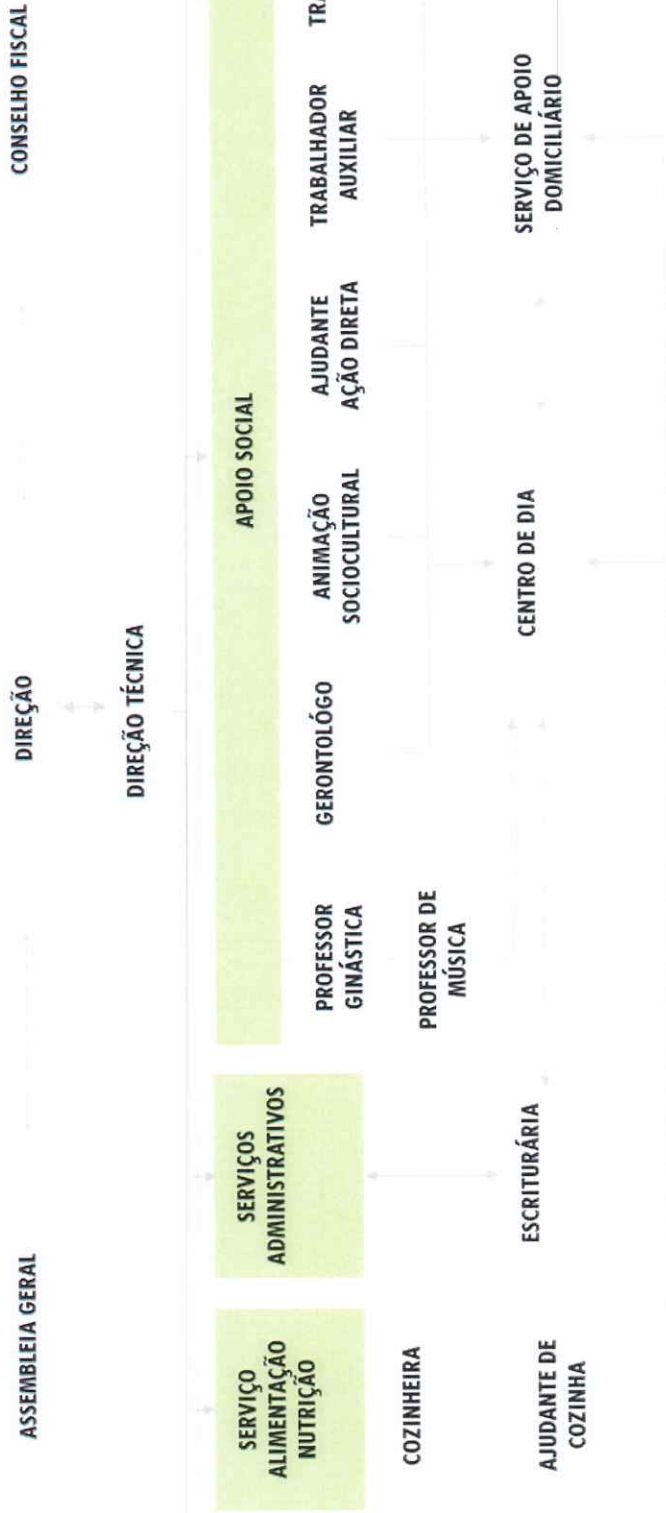 ASSEMBLEIA GERAL
DIREÇÃO
CONSELHO FISCAL
DIREÇÃO TÉCNICA
SERVIÇO
ALIMENTAÇÃO
NUTRIÇÃO
SERVIÇOS
ADMINISTRATIVOS
APOIO SOCIAL
COZINHEIRA
PROFESSOR
GINÁSTICA
GERONTOLÓGO
ANIMAÇÃO
SOCIOCULTURAL
AJUDANTE
AÇÃO DIRETA
TRABALHADOR
AUXILIAR
PROFESSOR DE
MÚSICA
AJUDANTE DE
COZINHA
ESCRITURÁRIA
CENTRO DE DIA
SERVIÇO DE APOIO
DOMICILIÁRIO